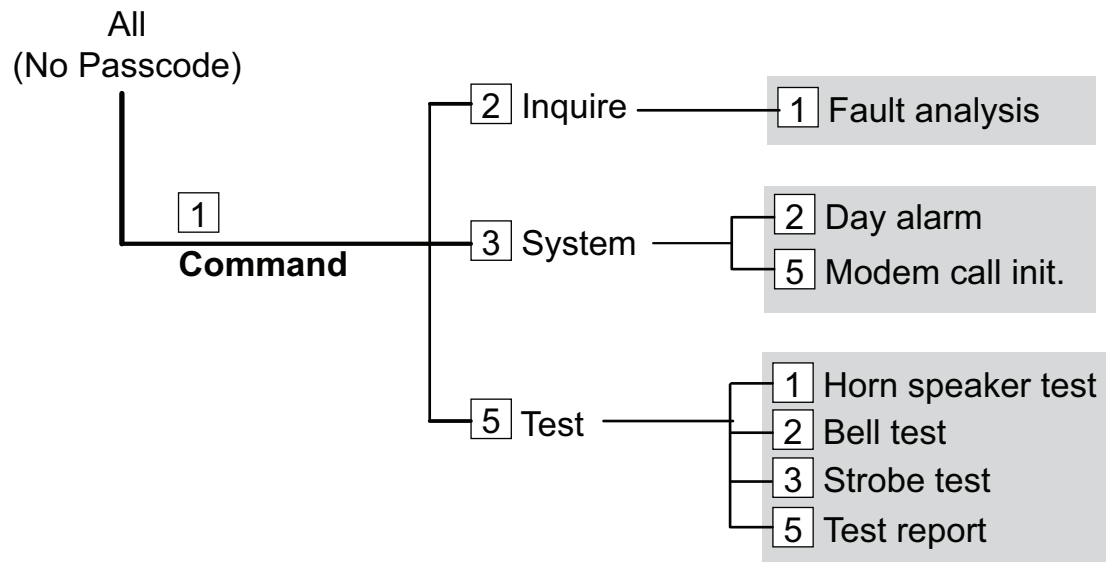 All
(No Passcode)
1
Command
2 Inquire
1 Fault analysis
3 System
2 Day alarm
5 Modem call init.
5 Test
1 Horn speaker test
2 Bell test
3 Strobe test
5 Test report